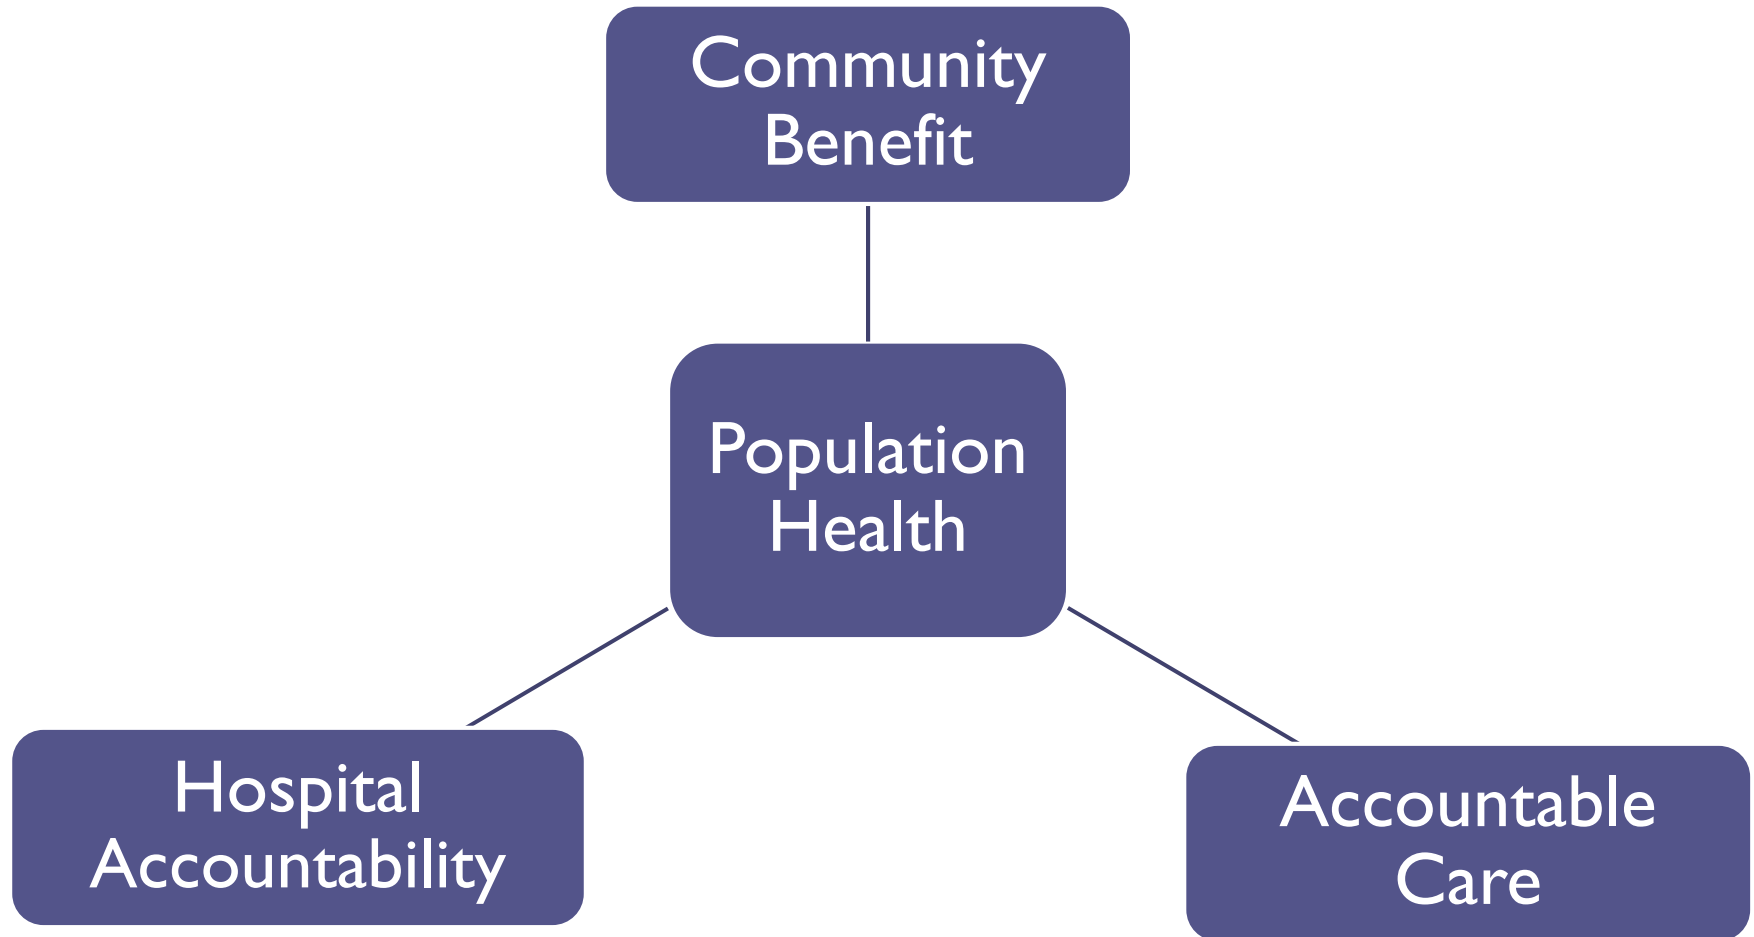 Community
Benefit
Population
Health
Hospital
Accountability
Accountable
Care